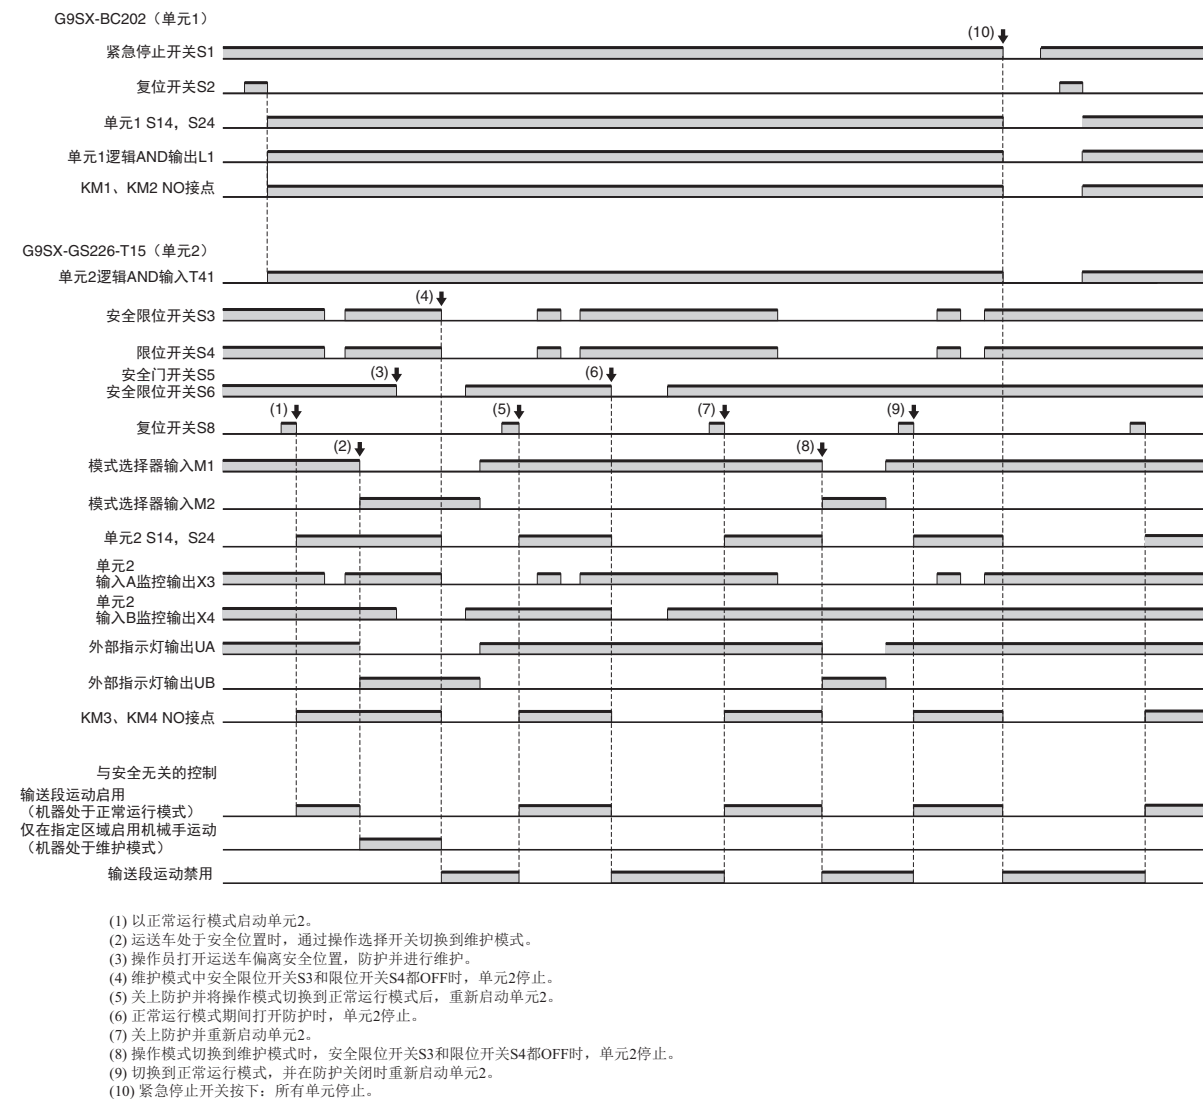 G9SX-BC202（单元1）
(10)
紧急停止开关S1
复位开关S2
单元1 S14，S24
单元1逻辑AND输出L1
KM1、KM2 NO接点
G9SX-GS226-T15（单元2）
单元2逻辑AND输入T41
(4)
安全限位开关S3
限位开关S4
安全门开关S5
(3)
(6)
安全限位开关S6
(1)
(5)
(7)
(9)
复位开关S8
(2)
(8)
模式选择器输入M1
模式选择器输入M2
单元2 S14，S24
单元2
输入A监控输出X3
单元2
输入B监控输出X4
外部指示灯输出UA
外部指示灯输出UB
KM3、KM4 NO接点
与安全无关的控制
输送段运动启用
（机器处于正常运行模式）
仅在指定区域启用机械手运动
（机器处于维护模式）
输送段运动禁用
(1) 以正常运行模式启动单元2。
(2) 运送车处于安全位置时，通过操作选择开关切换到维护模式。
(3) 操作员打开运送车偏离安全位置，防护并进行维护。
(4) 维护模式中安全限位开关S3和限位开关S4都OFF时，单元2停止。
(5) 关上防护并将操作模式切换到正常运行模式后，重新启动单元2。
(6) 正常运行模式期间打开防护时，单元2停止。
(7) 关上防护并重新启动单元2。
(8) 操作模式切换到维护模式时，安全限位开关S3和限位开关S4都OFF时，单元2停止。
(9) 切换到正常运行模式，并在防护关闭时重新启动单元2。
(10) 紧急停止开关按下：所有单元停止。